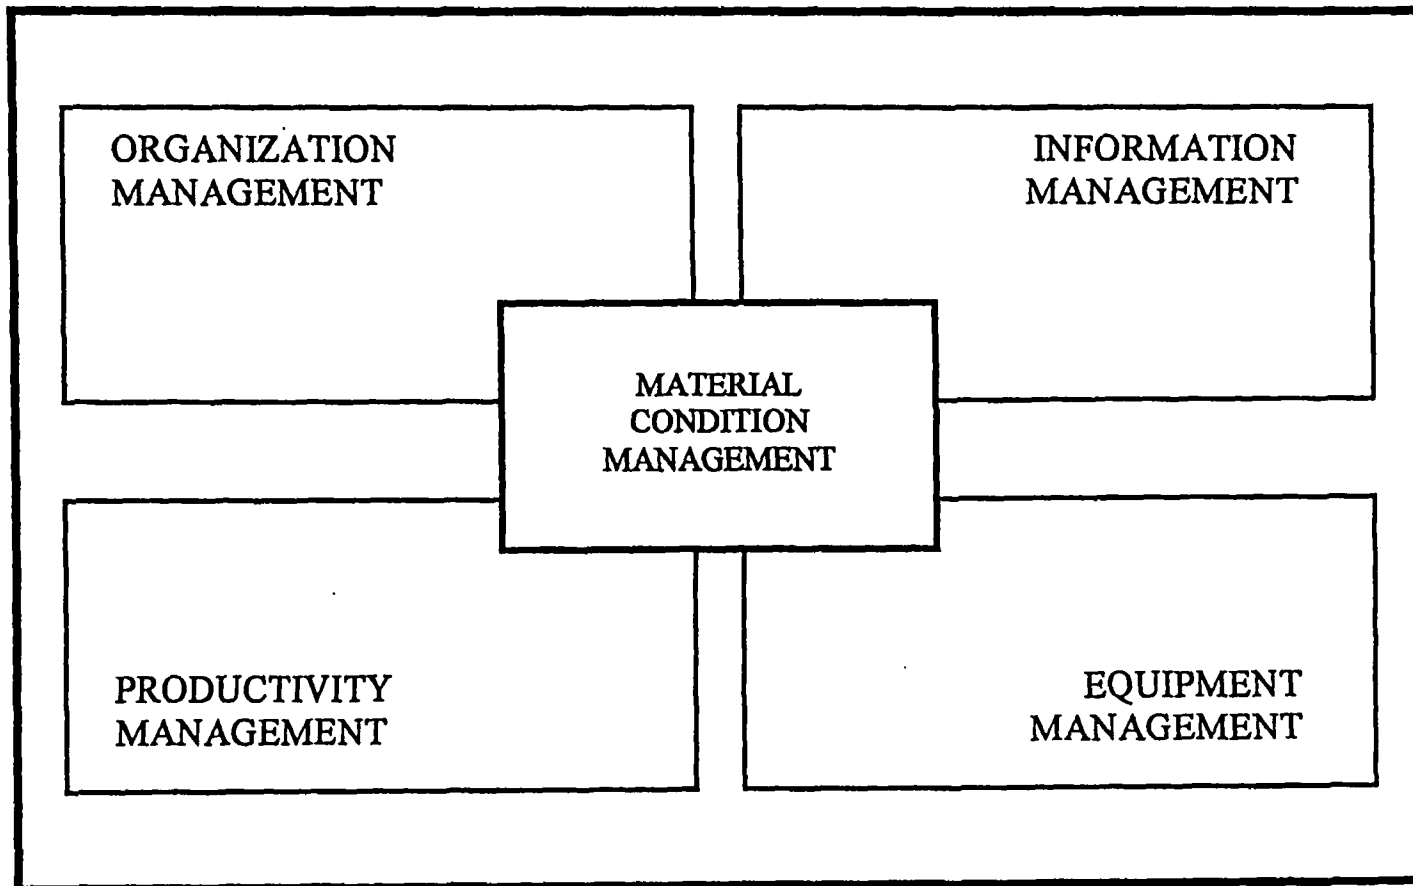 ORGANIZATION
MANAGEMENT
INFORMATION
MANAGEMENT
MATERIAL
CONDITION
MANAGEMENT
PRODUCTIVITY
MANAGEMENT
EQUIPMENT
MANAGEMENT